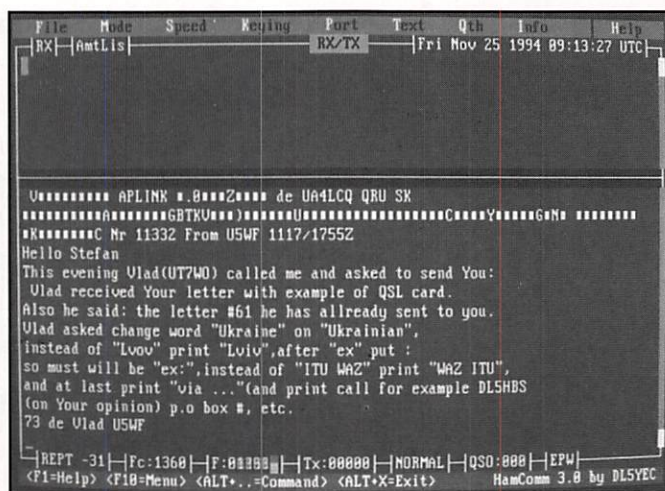 File Mode Speed Keying Port Text Qth Info Help
RX AmtLis RX/TX Fri Nov 25 1994 09:13:27 UTC
APLINK de UA4LCQ QRU SK
GBTKV
Nr 11332 From U5WF 1117/1755Z
Hello Stefan
This evening Vlad(UT7WO) called me and asked to send You:
Vlad received Your letter with example of QSL card.
Also he said: the letter #61 he has allready sent to you.
Vlad asked change word "Ukraine" on "Ukrainian",
instead of "Lvov" print "Lviv",after "ex" put :
so must will be "ex:",instead of "ITU WAZ" print "WAZ ITU",
and at last print "via ..."(and print call for example DL5HBS
(on Your opinion) p.o box #, etc.
73 de Vlad U5WF
REPT -31 Fc:1360 Tx:00000 NORMAL QSO:000 EPW
<F1=Help> <F10=Menu> <ALT+..=Command> <ALT+X=Exit> HamComm 3.0 by DL5YEC